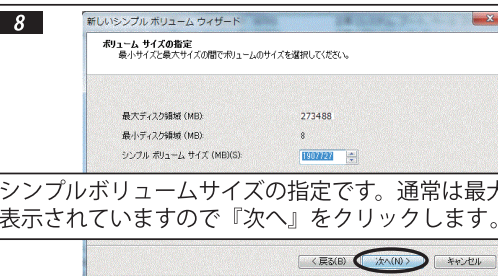 8
新しいシンプル ボリューム ウィザード
ボリューム サイズの指定
最小サイズと最大サイズの間でボリュームのサイズを選択してください。
最大ディスク領域 (MB): 273488
最小ディスク領域 (MB): 8
シンプル ボリューム サイズ (MB)(S): 1907727
シンプルボリュームサイズの指定です。通常は最大
表示されていますので『次へ』をクリックします。
< 戻る(B) 次へ(N) > キャンセル